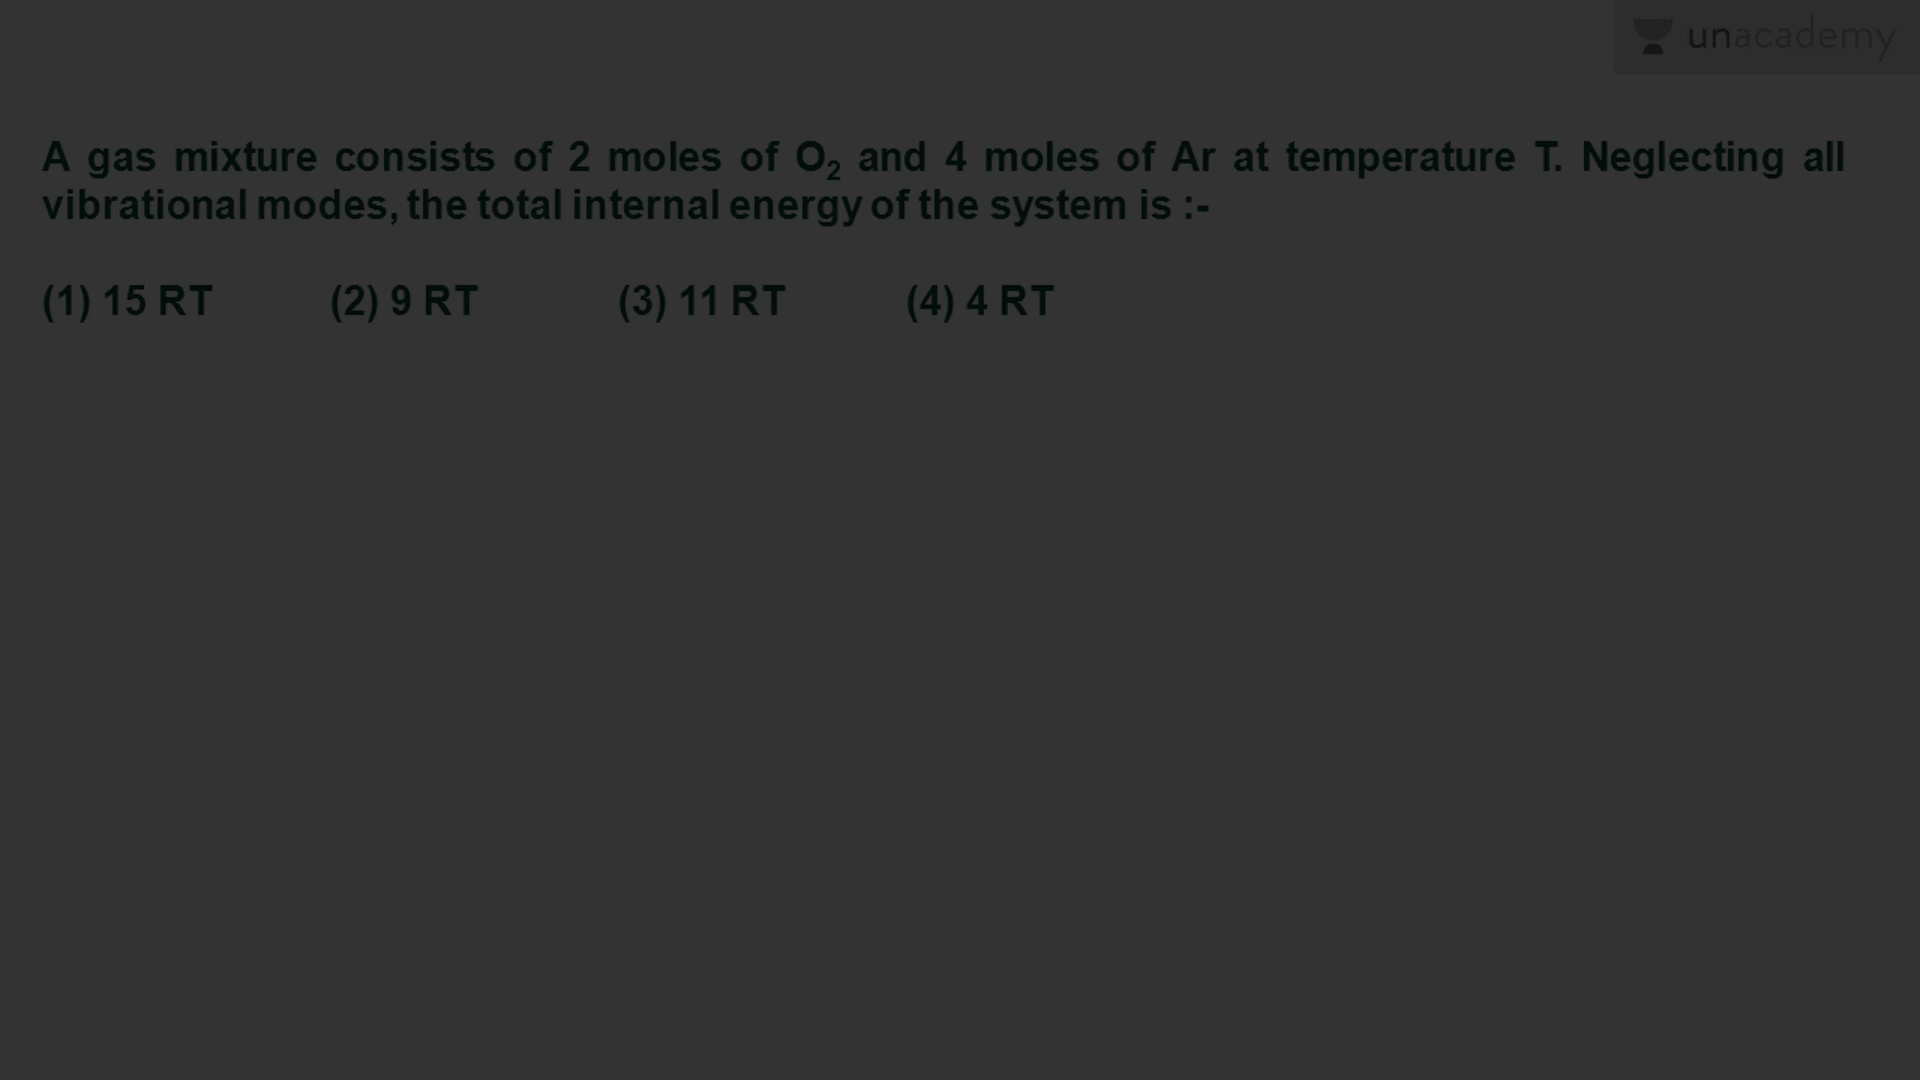 unacademy
A gas mixture consists of 2 moles of O₂ and 4 moles of Ar at temperature T. Neglecting all
vibrational modes, the total internal energy of the system is :-
(1) 15 RT (2) 9 RT (3) 11 RT (4) 4 RT